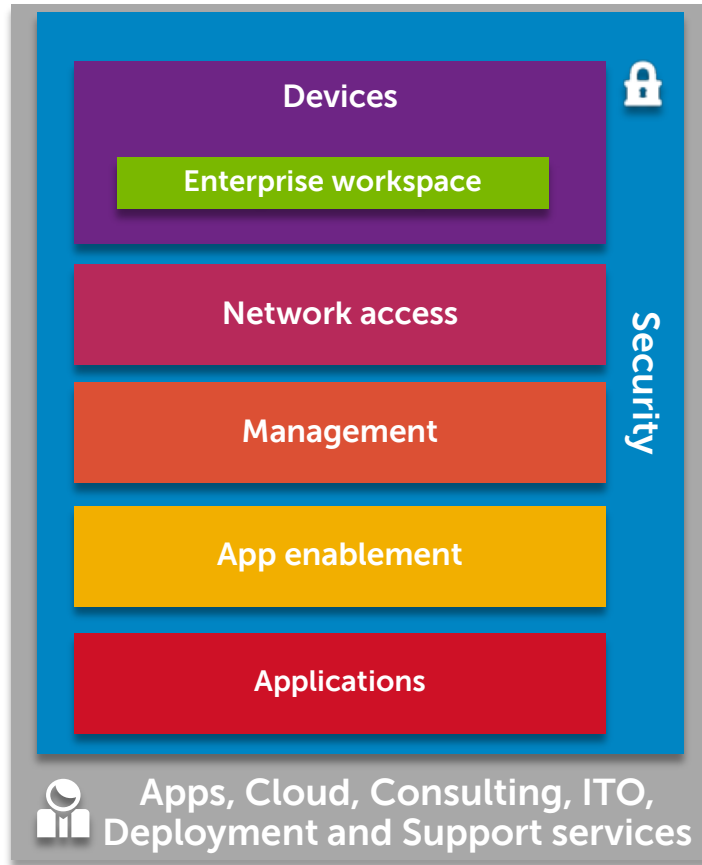 Devices
Enterprise workspace
Network access
Management
App enablement
Applications
Security
Apps, Cloud, Consulting, ITO,
Deployment and Support services